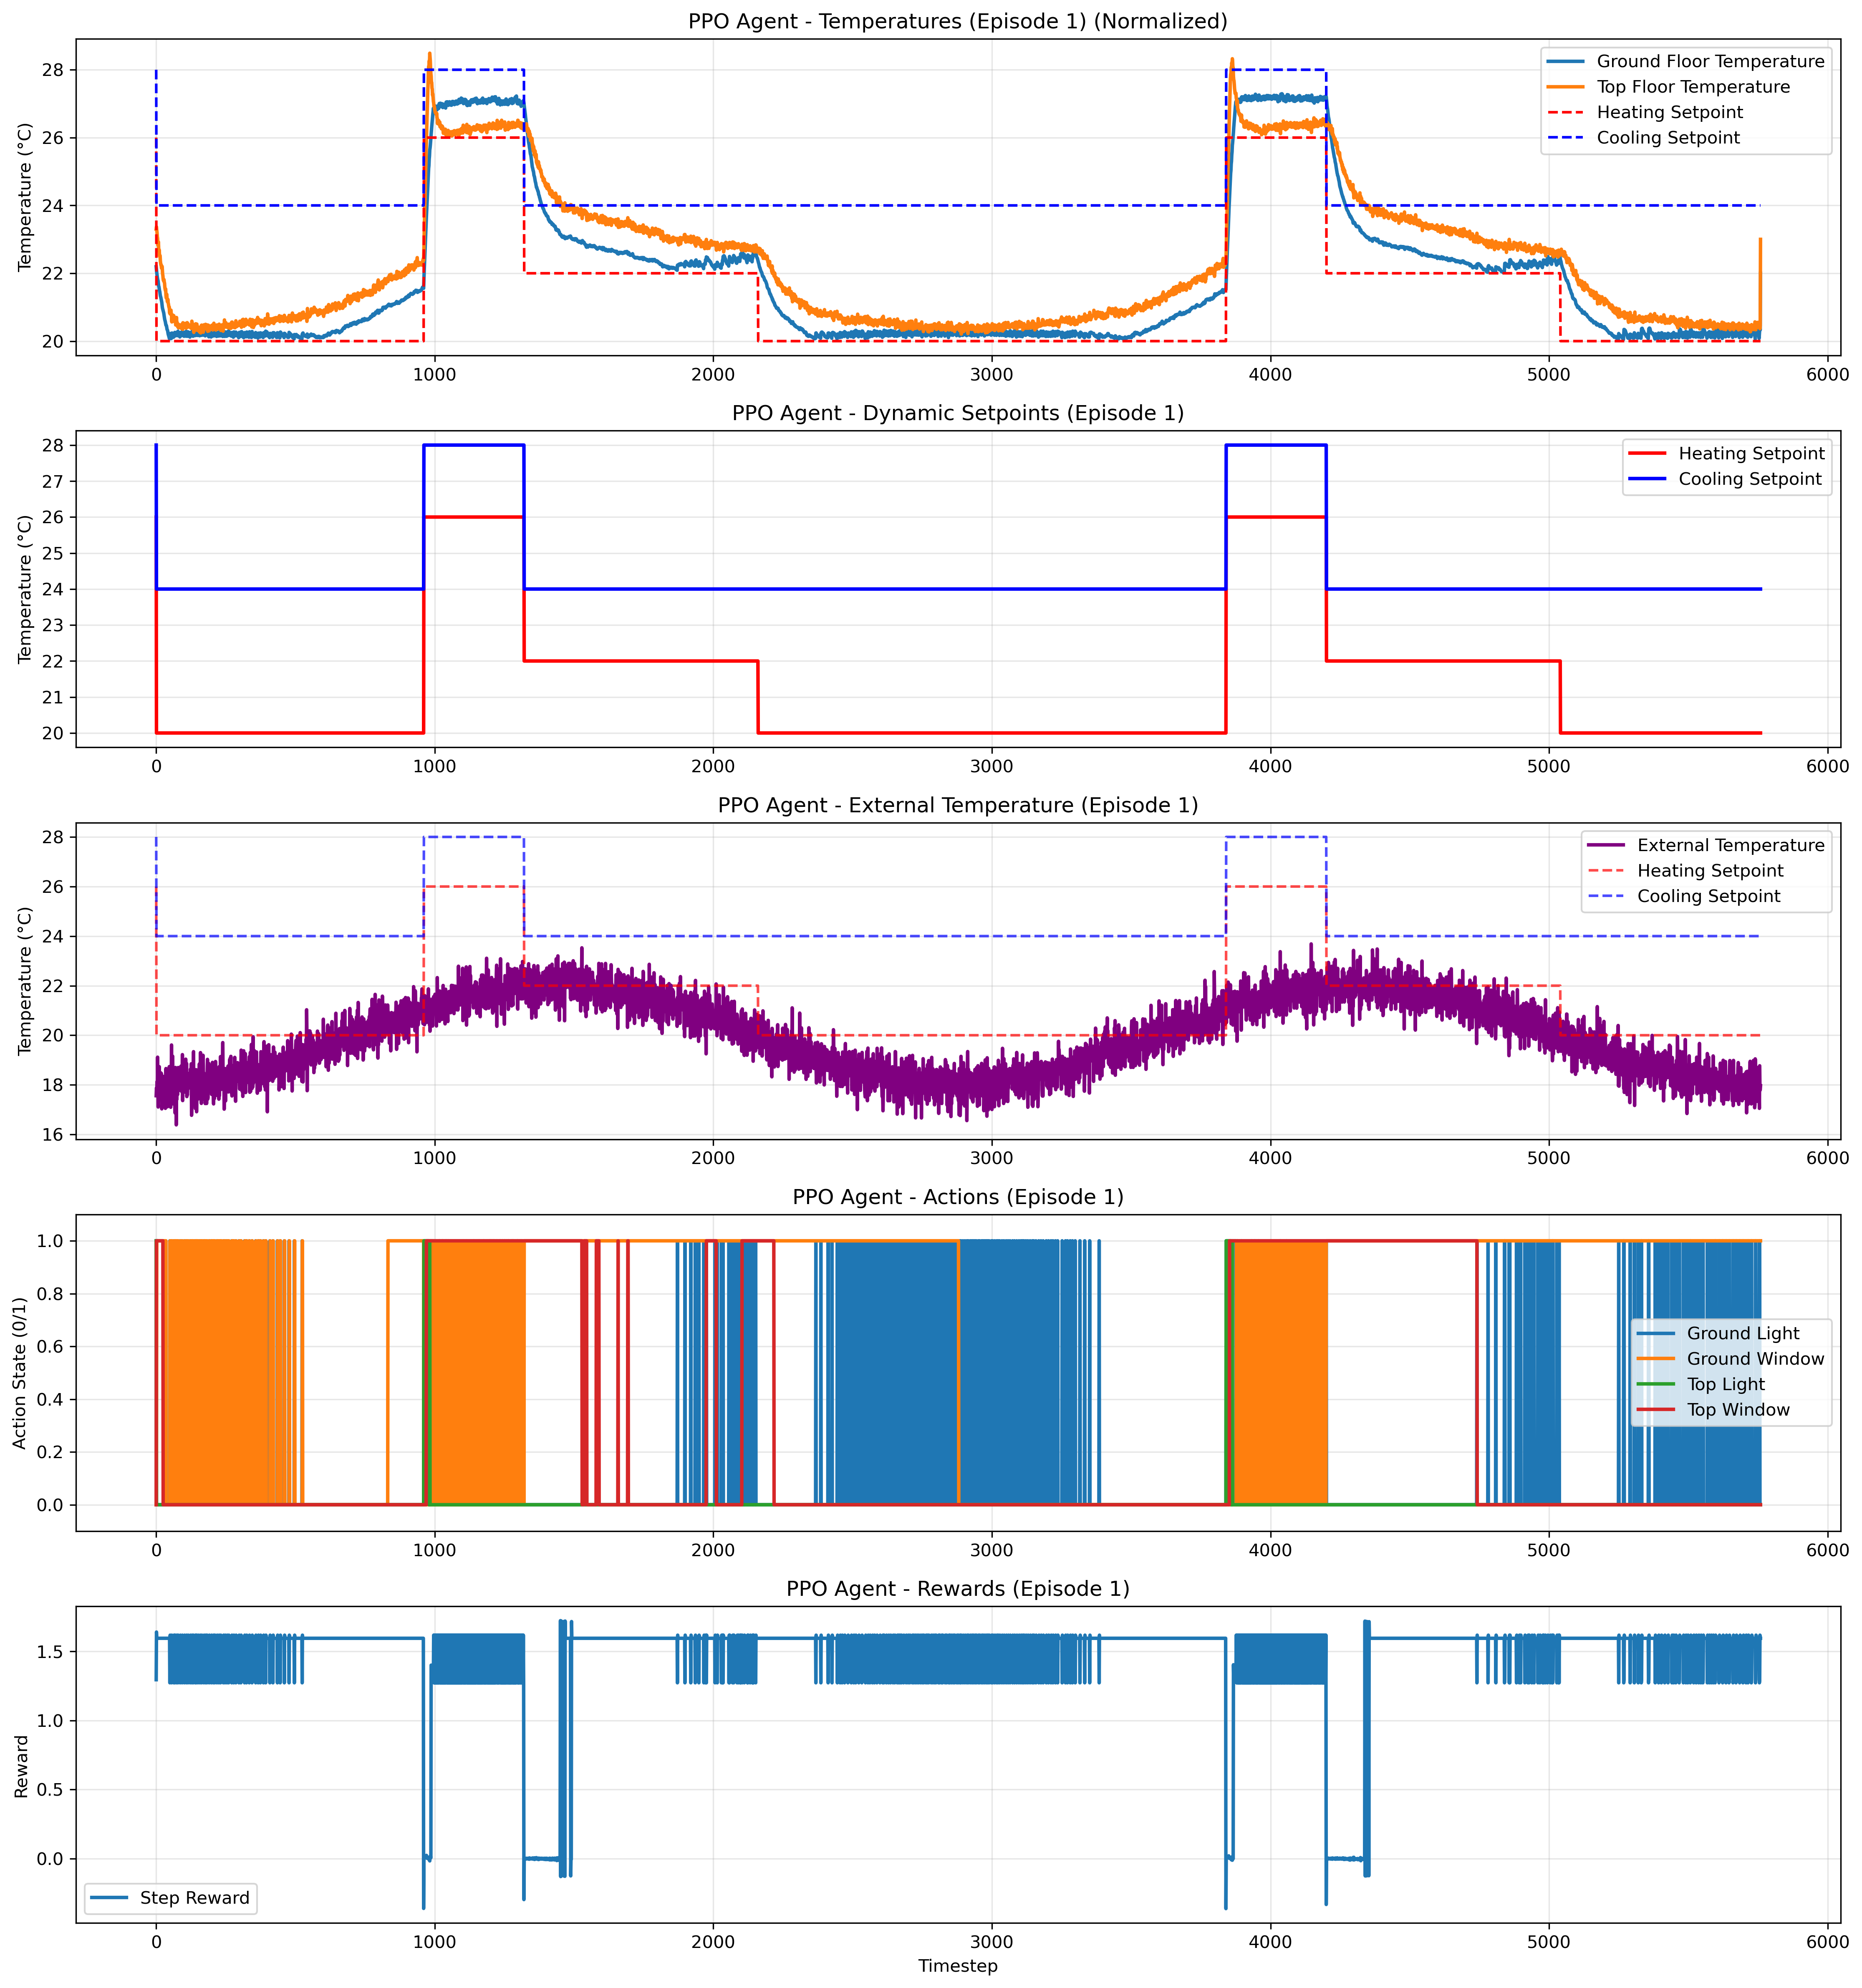 PPO Agent - Temperatures (Episode 1) (Normalized)
Temperature (°C)
28
26
24
22
20
Ground Floor Temperature
Top Floor Temperature
Heating Setpoint
Cooling Setpoint
0 1000 2000 3000 4000 5000 6000
PPO Agent - Dynamic Setpoints (Episode 1)
Temperature (°C)
28
27
26
25
24
23
22
21
20
Heating Setpoint
Cooling Setpoint
0 1000 2000 3000 4000 5000 6000
PPO Agent - External Temperature (Episode 1)
Temperature (°C)
28
26
24
22
20
18
16
External Temperature
Heating Setpoint
Cooling Setpoint
0 1000 2000 3000 4000 5000 6000
PPO Agent - Actions (Episode 1)
Action State (0/1)
1.0
0.8
0.6
0.4
0.2
0.0
Ground Light
Ground Window
Top Light
Top Window
0 1000 2000 3000 4000 5000 6000
PPO Agent - Rewards (Episode 1)
Reward
1.5
1.0
0.5
0.0
Step Reward
0 1000 2000 3000 4000 5000 6000
Timestep